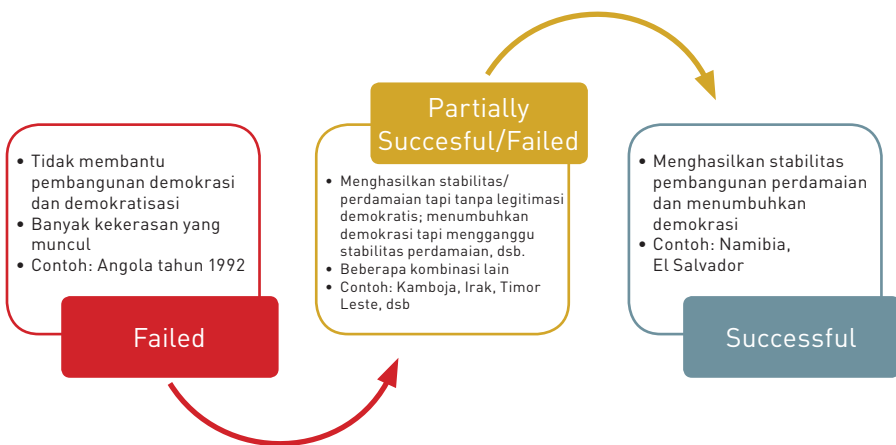 • Tidak membantu
pembangunan demokrasi
dan demokratisasi
• Banyak kekerasan yang
muncul
• Contoh: Angola tahun 1992
Failed
Partially
Succesful/Failed
• Menghasilkan stabilitas/
perdamaian tapi tanpa legitimasi
demokratis; menumbuhkan
demokrasi tapi mengganggu
stabilitas perdamaian, dsb.
• Beberapa kombinasi lain
• Contoh: Kamboja, Irak, Timor
Leste, dsb
• Menghasilkan stabilitas
pembangunan perdamaian
dan menumbuhkan
demokrasi
• Contoh: Namibia,
El Salvador
Successful